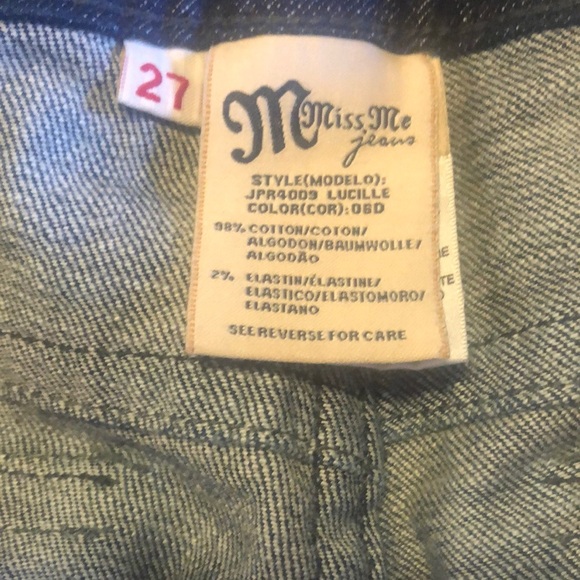 27
M Miss Me
jeans
STYLE(MODELO):
JPR4009 LUCILLE
COLOR(COR):06D
98% COTTON/COTON/
ALGODON/BAUMWOLLE/
ALGODÃO
2% ELASTIN/ÉLASTINE/
ELASTICO/ELASTOMORO/
ELASTANO
SEE REVERSE FOR CARE